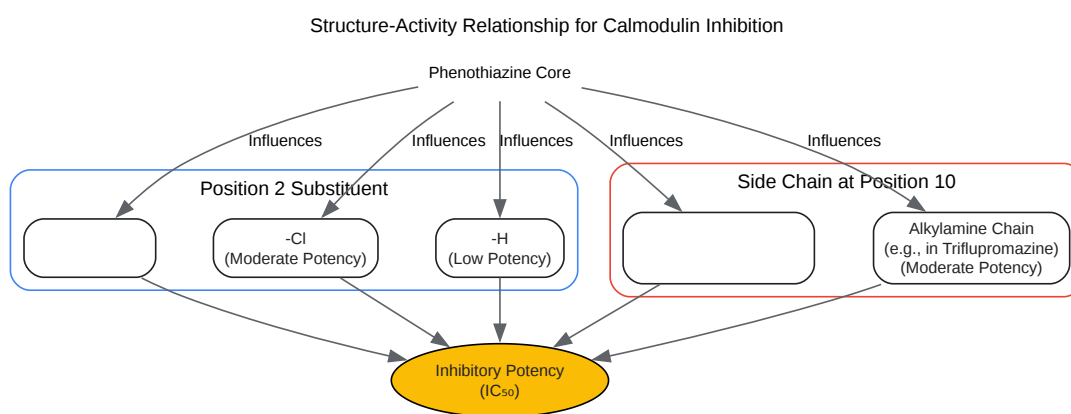 Structure-Activity Relationship for Calmodulin Inhibition
Phenothiazine Core
Influences
Influences
Influences
Influences
Influences
Position 2 Substituent
Side Chain at Position 10
-Cl
(Moderate Potency)
-H
(Low Potency)
Alkylamine Chain
(e.g., in Triflupromazine)
(Moderate Potency)
Inhibitory Potency
(IC₅₀)